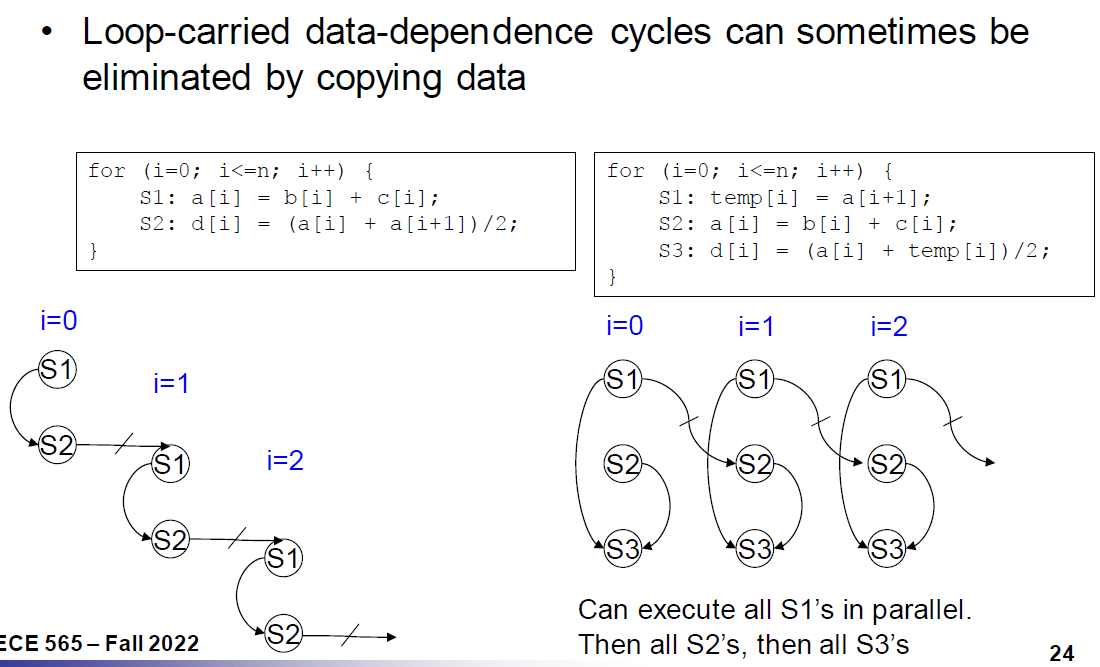 • Loop-carried data-dependence cycles can sometimes be
eliminated by copying data
for (i=0; i<=n; i++) {
S1: a[i] = b[i] + c[i];
S2: d[i] = (a[i] + a[i+1])/2;
}
for (i=0; i<=n; i++) {
S1: temp[i] = a[i+1];
S2: a[i] = b[i] + c[i];
S3: d[i] = (a[i] + temp[i])/2;
}
i=0
S1
i=1
S2
S1
i=2
S2
S1
S2
i=0 i=1 i=2
S1 S1 S1
S2 S2 S2
S3 S3 S3
Can execute all S1's in parallel.
Then all S2's, then all S3's
ECE 565 – Fall 2022
24